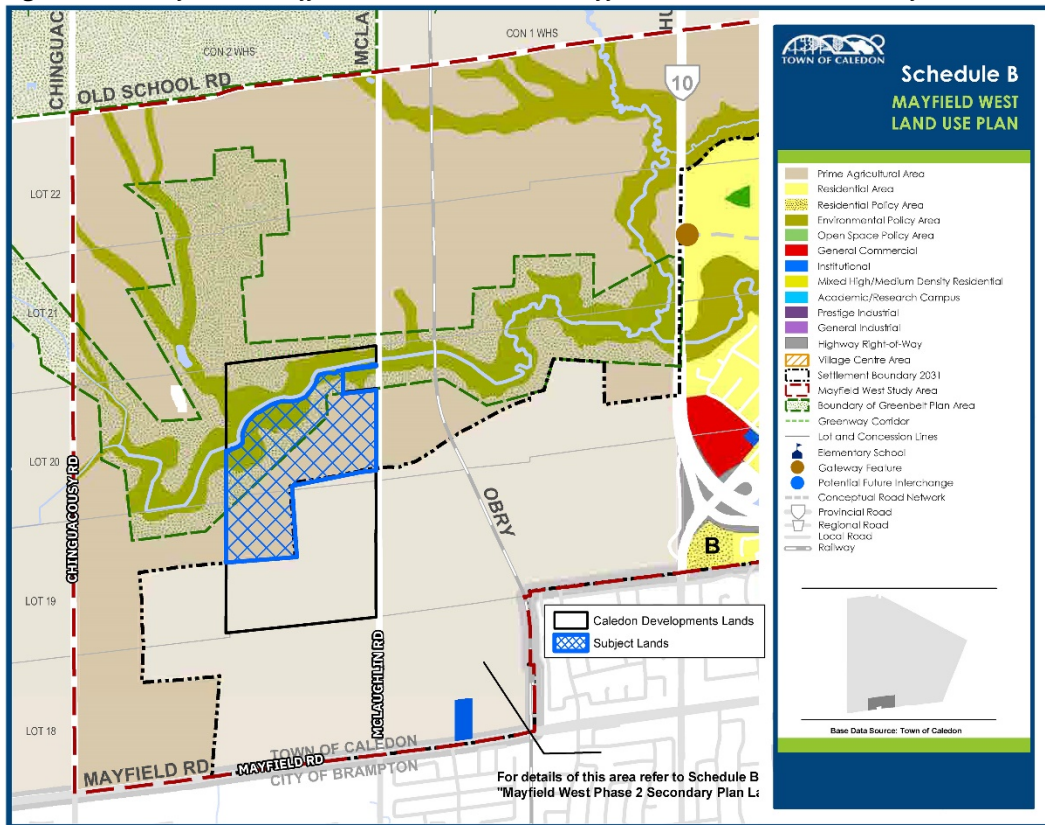 CHINGUAC
CON 2 WHS
OLD SCHOOL RD
MCLA
CON 1 WHS
HU
10
LOT 22
LOT 21
LOT 20
LOT 19
LOT 18
CHINGUACOUSY RD
OBRY
B
MCLAUGHLIN RD
Caledon Developments Lands
Subject Lands
MAYFIELD RD
MAYFIELD RD
TOWN OF CALEDON
CITY OF BRAMPTON
For details of this area refer to Schedule B
"Mayfield West Phase 2 Secondary Plan La
TOWN OF CALEDON
Schedule B
MAYFIELD WEST
LAND USE PLAN
Prime Agricultural Area
Residential Area
Residential Policy Area
Environmental Policy Area
Open Space Policy Area
General Commercial
Institutional
Mixed High/Medium Density Residential
Academic/Research Campus
Prestige Industrial
General Industrial
Highway Right-of-Way
Village Centre Area
Settlement Boundary 2031
Mayfield West Study Area
Boundary of Greenbelt Plan Area
Greenway Corridor
Lot and Concession Lines
Elementary School
Gateway Feature
Potential Future Interchange
Conceptual Road Network
Provincial Road
Regional Road
Local Road
Railway
Base Data Source: Town of Caledon